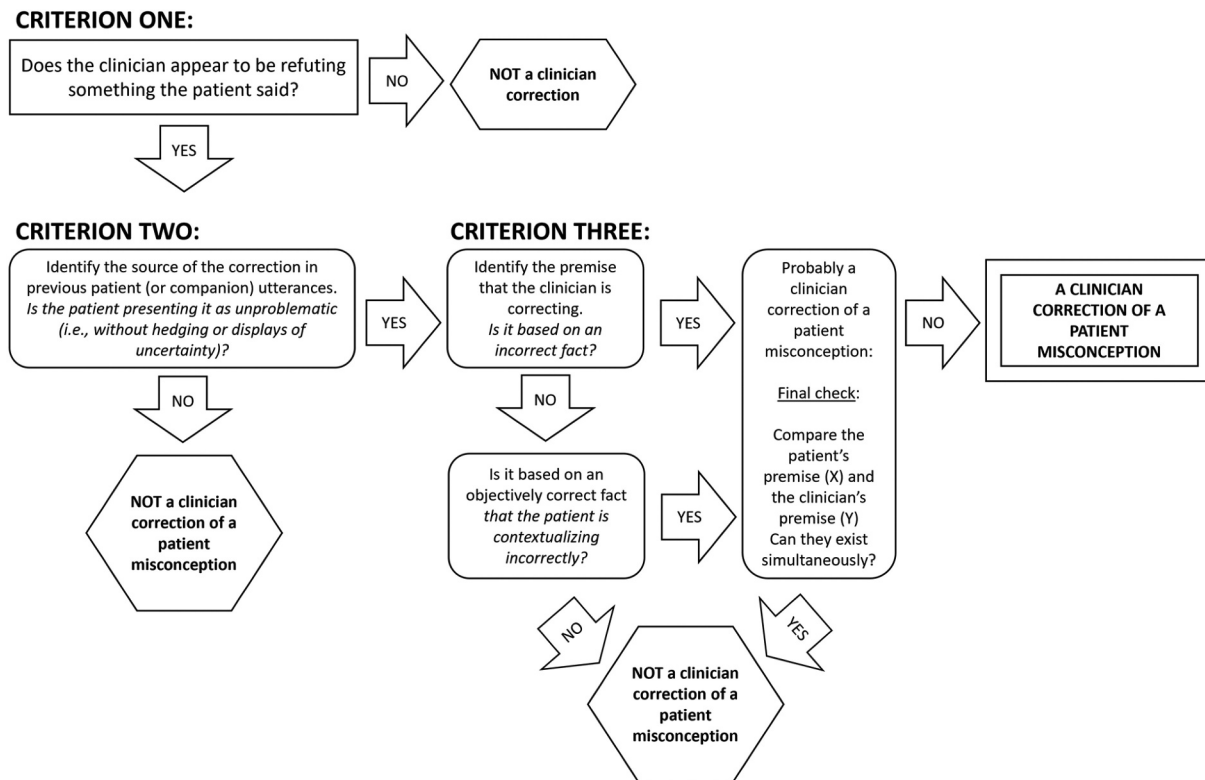 CRITERION ONE:
Does the clinician appear to be refuting
something the patient said?
NO
NOT a clinician
correction
YES
CRITERION TWO:
Identify the source of the correction in
previous patient (or companion) utterances.
Is the patient presenting it as unproblematic
(i.e., without hedging or displays of
uncertainty)?
YES
NO
NOT a clinician
correction of a
patient
misconception
CRITERION THREE:
Identify the premise
that the clinician is
correcting.
Is it based on an
incorrect fact?
YES
NO
Is it based on an
objectively correct fact
that the patient is
contextualizing
incorrectly?
YES
NO
Probably a
clinician
correction of a
patient
misconception:
Final check:
Compare the
patient’s
premise (X) and
the clinician’s
premise (Y)
Can they exist
simultaneously?
NO
YES
A CLINICIAN
CORRECTION OF A
PATIENT
MISCONCEPTION
NOT a clinician
correction of a
patient
misconception